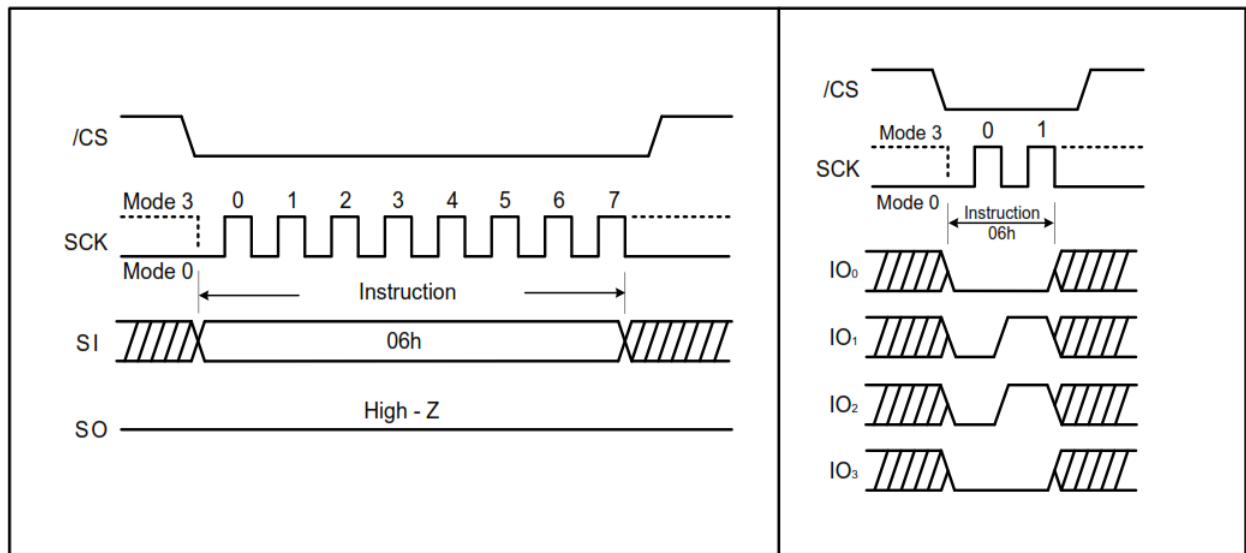 /CS
Mode 3
0 1 2 3 4 5 6 7
SCK
Mode 0
Instruction
SI
06h
High - Z
SO
/CS
Mode 3
0 1
SCK
Mode 0
Instruction
06h
IO₀
IO₁
IO₂
IO₃